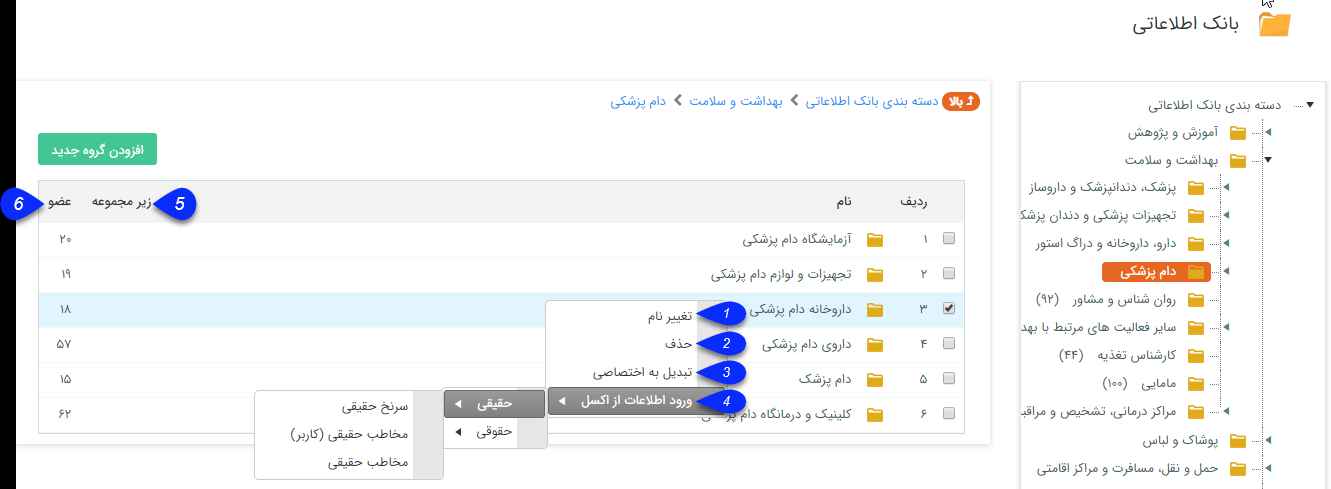 بانک اطلاعاتی
دسته بندی بانک اطلاعاتی
آموزش و پژوهش
بهداشت و سلامت
پزشک، دندانپزشک و داروساز
تجهیزات پزشکی و دندان پزشک
دارو، داروخانه و دراگ استور
دام پزشکی
روان شناس و مشاور (۹۲)
سایر فعالیت های مرتبط با بهد
کارشناس تغذیه (۴۴)
مامایی (۱۰۰)
مراکز درمانی، تشخیص و مراقب
پوشاک و لباس
حمل و نقل، مسافرت و مراکز اقامتی
بالا دسته بندی بانک اطلاعاتی بهداشت و سلامت دام پزشکی
افزودن گروه جدید
ردیف نام زیر مجموعه 5 عضو 6
۱ آزمایشگاه دام پزشکی ۲۰
۲ تجهیزات و لوازم دام پزشکی ۱۹
۳ داروخانه دام پزشکی ۱۸
۴ داروی دام پزشکی ۵۷
۵ دام پزشک ۱۵
۶ کلینیک و درمانگاه دام ۶۲
1 تغییر نام
2 حذف
3 تبدیل به اختصاصی
4 ورود اطلاعات از اکسل
حقیقی
حقوقی
سرنخ حقیقی
مخاطب حقیقی (کاربر)
مخاطب حقیقی